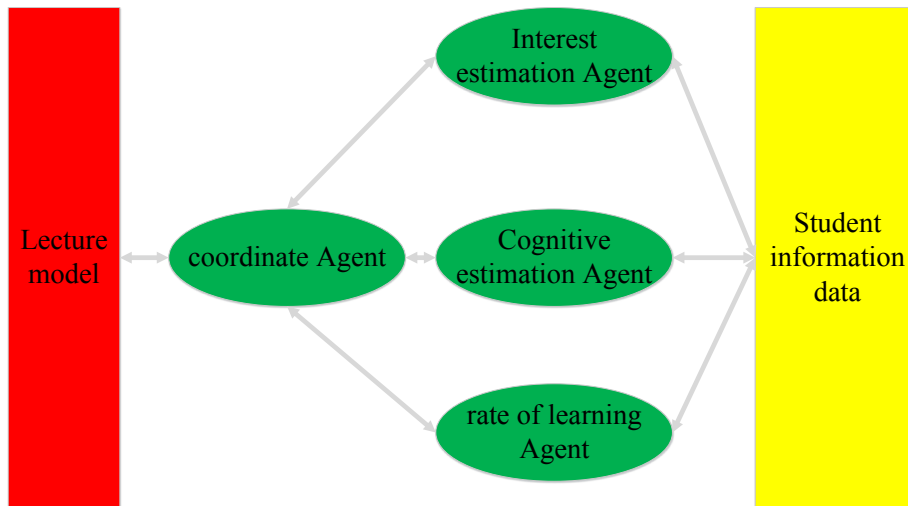 Lecture
model
coordinate Agent
Interest
estimation Agent
Cognitive
estimation Agent
rate of learning
Agent
Student
information
data